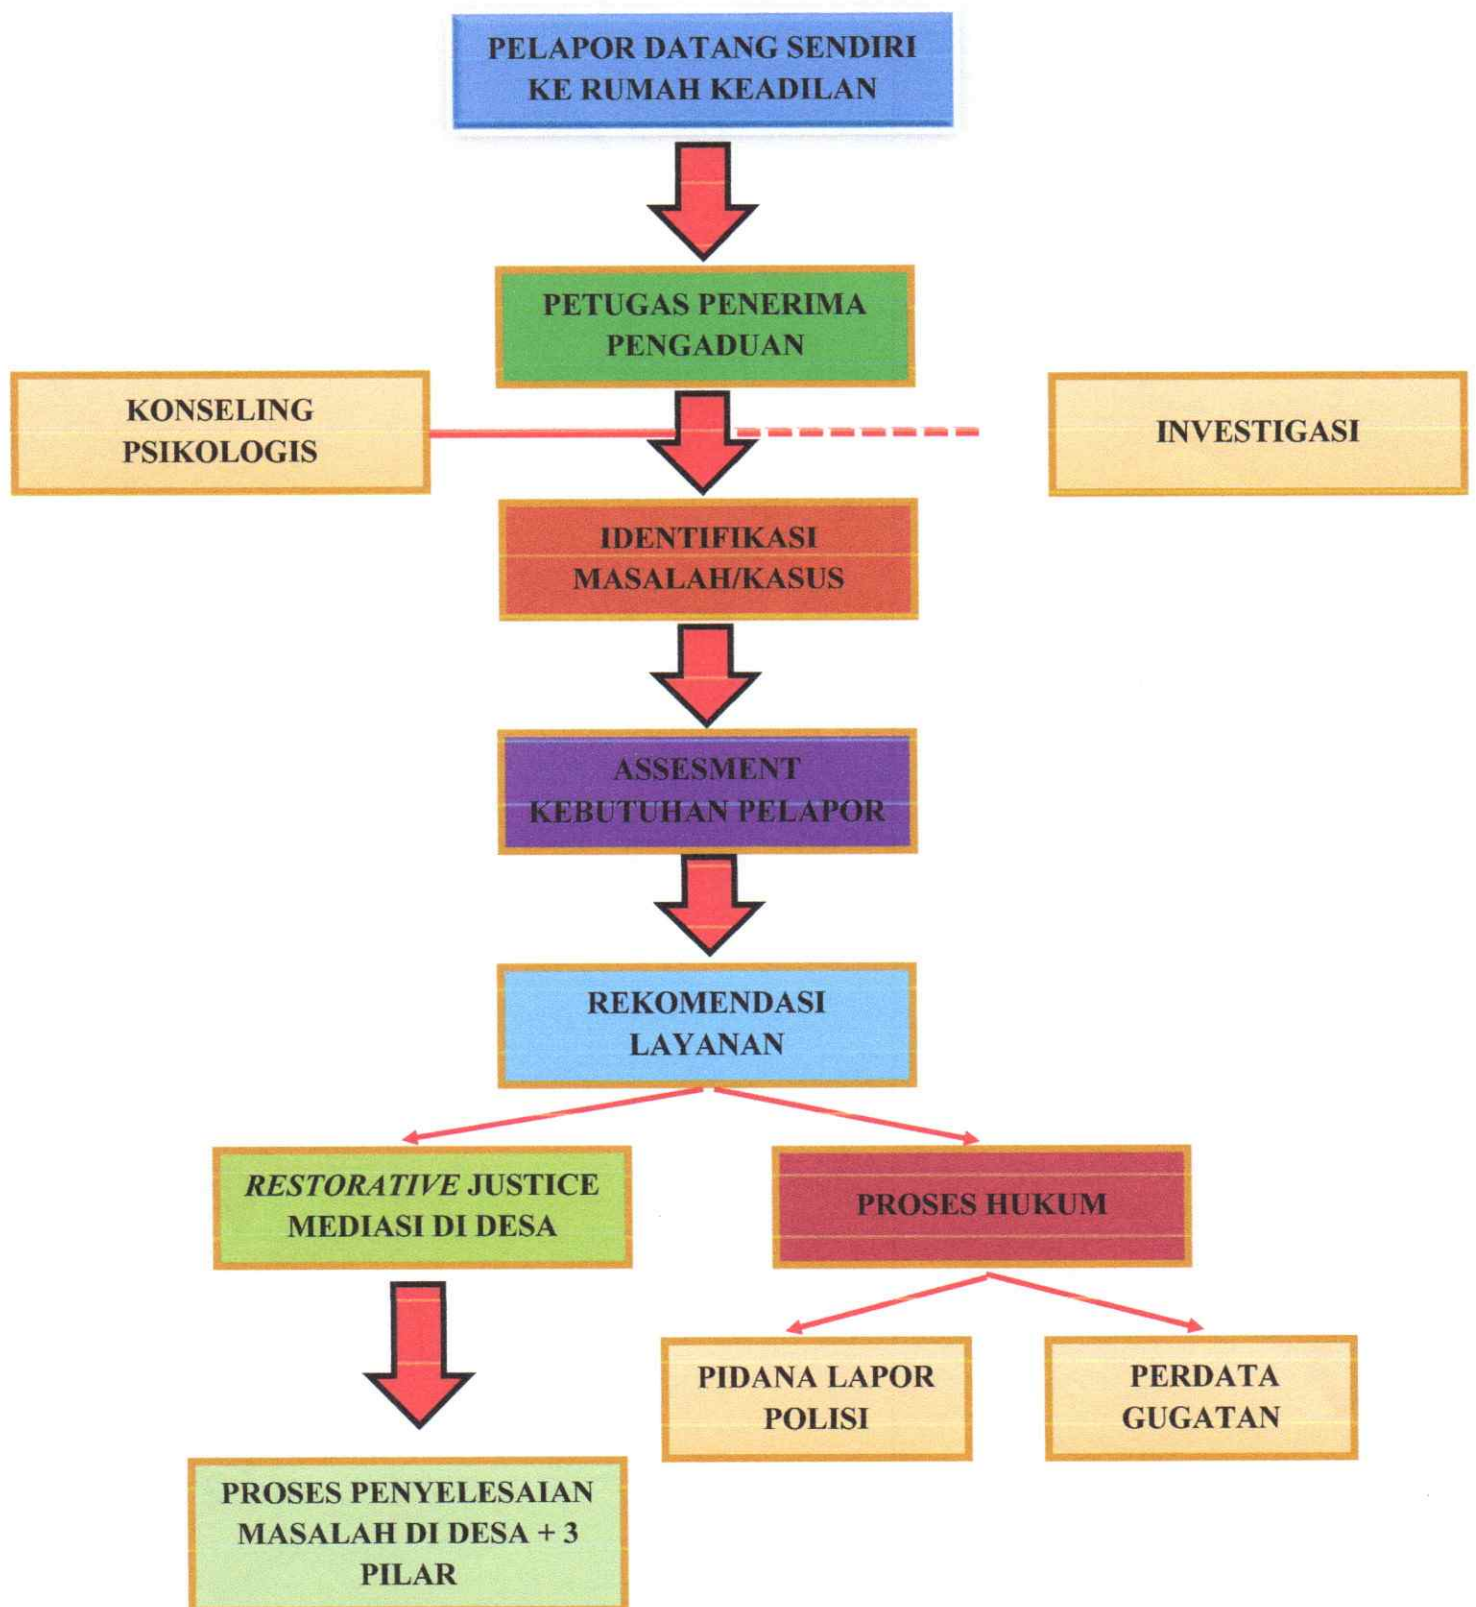 PELAPOR DATANG SENDIRI
KE RUMAH KEADILAN
PETUGAS PENERIMA
PENGADUAN
KONSELING
PSIKOLOGIS
INVESTIGASI
IDENTIFIKASI
MASALAH/KASUS
ASSESMENT
KEBUTUHAN PELAPOR
REKOMENDASI
LAYANAN
RESTORATIVE JUSTICE
MEDIASI DI DESA
PROSES HUKUM
PIDANA LAPOR
POLISI
PERDATA
GUGATAN
PROSES PENYELESAIAN
MASALAH DI DESA + 3
PILAR